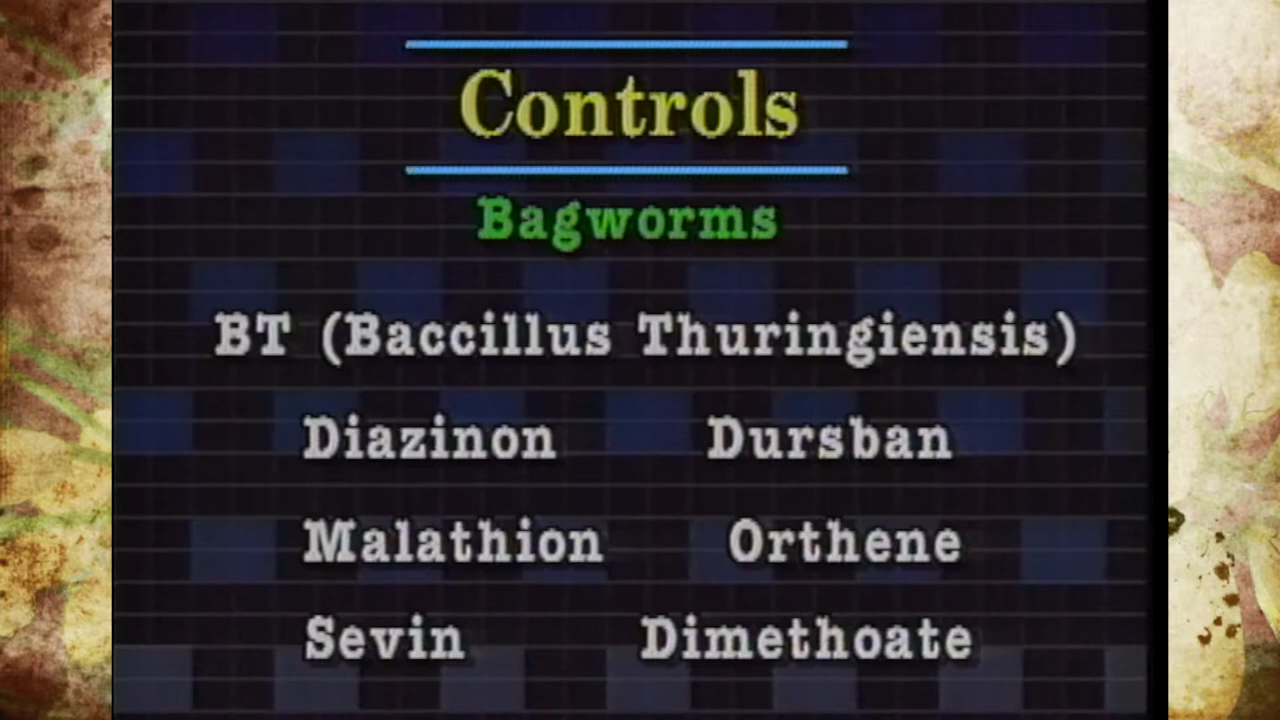 Controls
Bagworms
BT (Baccillus Thuringiensis)
Diazinon Dursban
Malathion Orthene
Sevin Dimethoate